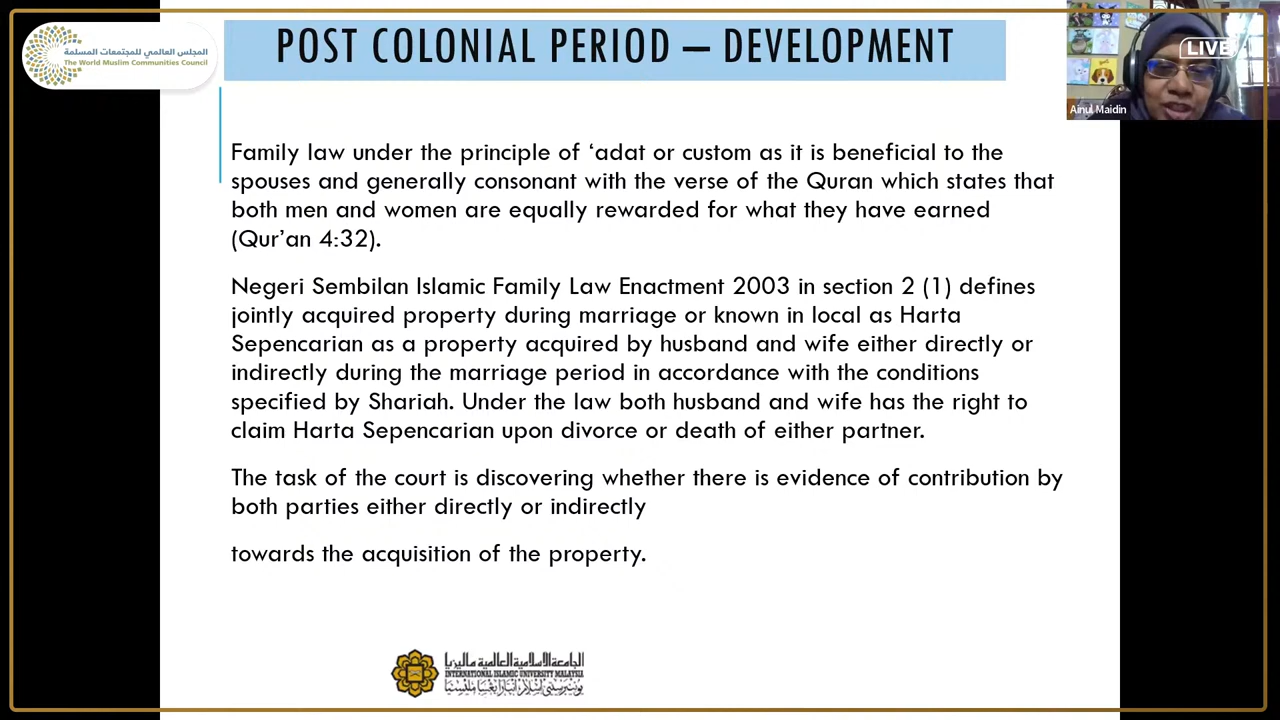 المجلس العالمي للمجتمعات المسلمة
The World Muslim Communities Council
POST COLONIAL PERIOD – DEVELOPMENT
LIVE
Ainul Maidin
Family law under the principle of ‘adat or custom as it is beneficial to the
spouses and generally consonant with the verse of the Quran which states that
both men and women are equally rewarded for what they have earned
(Qur’an 4:32).
Negeri Sembilan Islamic Family Law Enactment 2003 in section 2 (1) defines
jointly acquired property during marriage or known in local as Harta
Sepencarian as a property acquired by husband and wife either directly or
indirectly during the marriage period in accordance with the conditions
specified by Shariah. Under the law both husband and wife has the right to
claim Harta Sepencarian upon divorce or death of either partner.
The task of the court is discovering whether there is evidence of contribution by
both parties either directly or indirectly
towards the acquisition of the property.
الجامعة الإسلامية العالمية ماليزيا
INTERNATIONAL ISLAMIC UNIVERSITY MALAYSIA